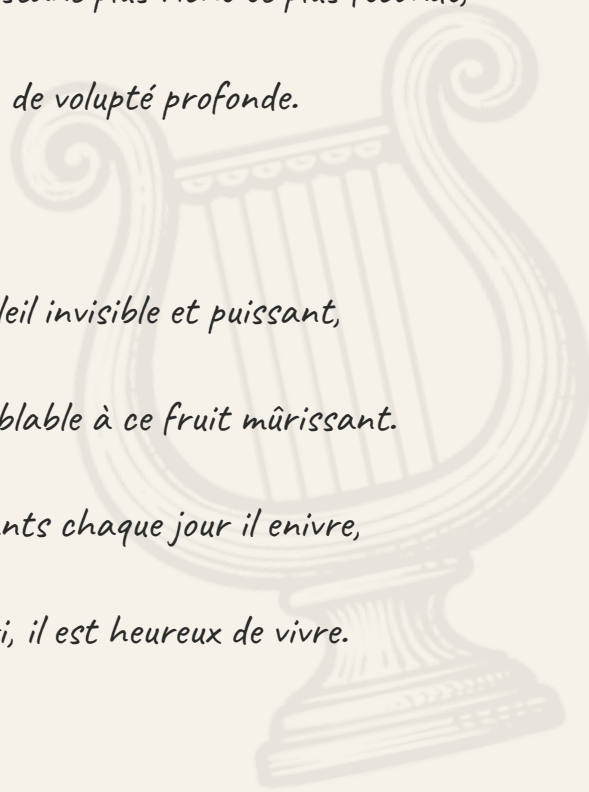 de volupté profonde.
leil invisible et puissant,
blable à ce fruit mûrissant.
nts chaque jour il enivre,
i, il est heureux de vivre.